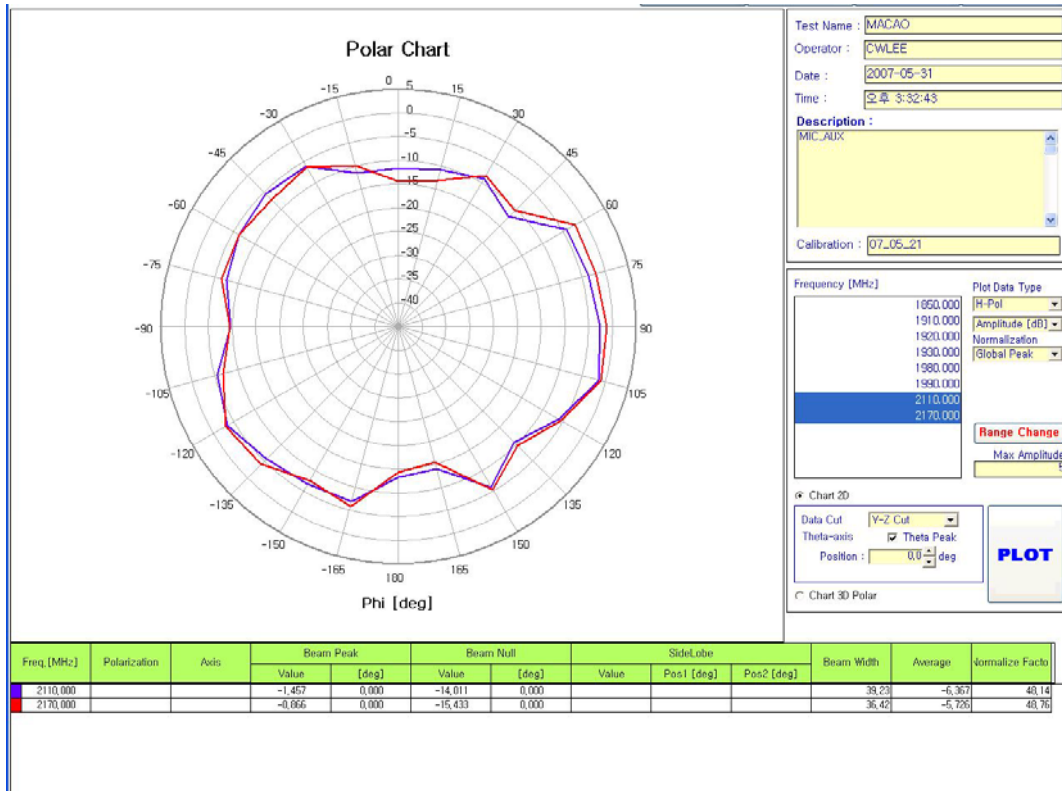 Polar Chart
0
5
0
-5
-10
-15
-20
-25
-30
-35
-40
15
30
45
60
75
90
105
120
135
150
165
180
-165
-150
-135
-120
-105
-90
-75
-60
-45
-30
-15
Phi [deg]
Test Name : MACAO
Operator : CWLEE
Date : 2007-05-31
Time : 오후 3:32:43
Description :
MIC_AUX
Calibration : 07_05_21
Frequency [MHz]
1850,000
1910,000
1920,000
1930,000
1980,000
1990,000
2110,000
2170,000
Plot Data Type
H-Pol
Amplitude [dB]
Normalization
Global Peak
Range Change
Max Amplitude
5
Chart 2D
Data Cut Y-Z Cut
Theta-axis Theta Peak
Position : 0,0 deg
PLOT
Chart 3D Polar
Freq,[MHz] Polarization Axis Beam Peak Beam Null SideLobe Beam Width Average Normalize Facto
Value [deg] Value [deg] Value Pos1 [deg] Pos2 [deg]
2110,000 -1,457 0,000 -14,011 0,000 39,23 -6,367 48,14
2170,000 -0,866 0,000 -15,433 0,000 36,42 -5,726 48,76